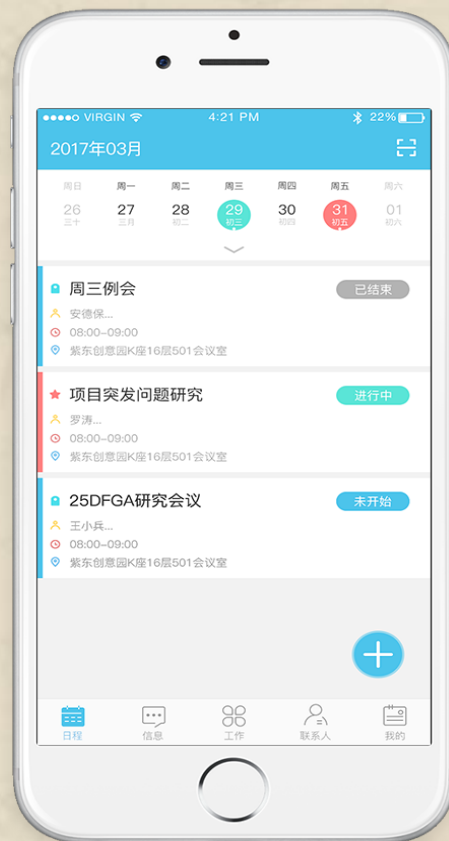 VIRGIN 4:21 PM 22%
2017年03月
周日 周一 周二 周三 周四 周五 周六
26 27 28 29 30 31 01
三十 三月 初二 初三 初四 初五 初六
周三例会 已结束
安德保...
08:00-09:00
紫东创意园K座16层501会议室
项目突发问题研究 进行中
罗涛...
08:00-09:00
紫东创意园K座16层501会议室
25DFGA研究会议 未开始
王小兵...
08:00-09:00
紫东创意园K座16层501会议室
日程 信息 工作 联系人 我的